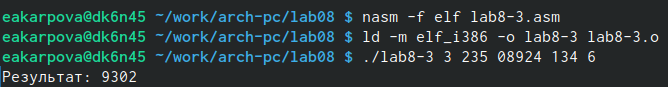 eakarpova@dk6n45 ~/work/arch-pc/lab08 $ nasm -f elf lab8-3.asm
eakarpova@dk6n45 ~/work/arch-pc/lab08 $ ld -m elf_i386 -o lab8-3 lab8-3.o
eakarpova@dk6n45 ~/work/arch-pc/lab08 $ ./lab8-3 3 235 08924 134 6
Результат: 9302